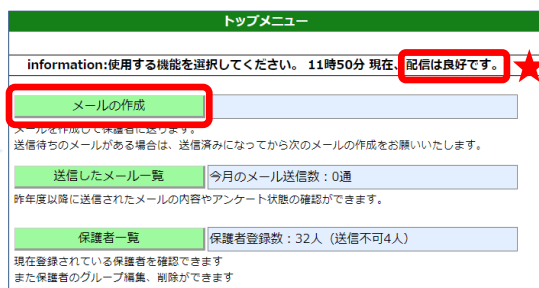 トップメニュー
information:使用する機能を選択してください。 11時50分 現在、配信は良好です。
メールの作成
メールを作成して保護者に送ります。
送信待ちのメールがある場合は、送信済みになってから次のメールの作成をお願いいたします。
送信したメール一覧 今月のメール送信数：0通
昨年度以降に送信されたメールの内容やアンケート状態の確認ができます。
保護者一覧 保護者登録数：32人（送信不可4人）
現在登録されている保護者を確認できます
また保護者のグループ編集、削除ができます